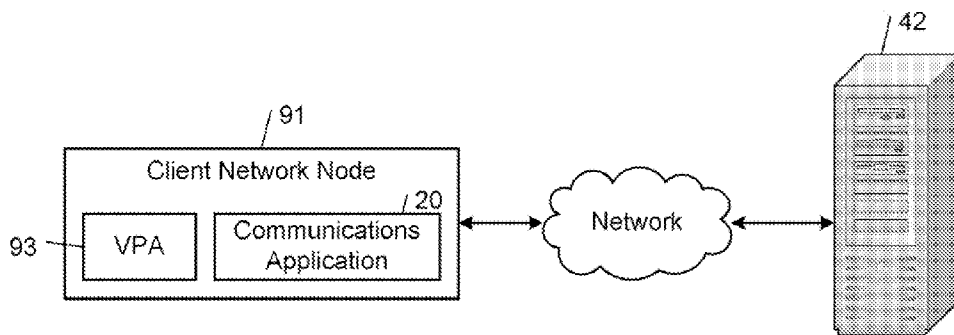 42
91
Client Network Node
20
93
VPA
Communications
Application
Network